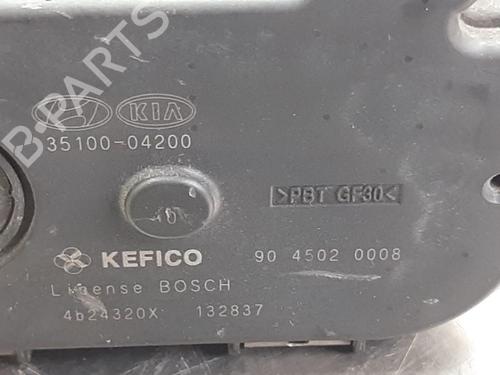 B-PARTS
KIA
35100-04200
>PBT GF30<
KEFICO
90 4502 0008
License BOSCH
4b24320X 132837